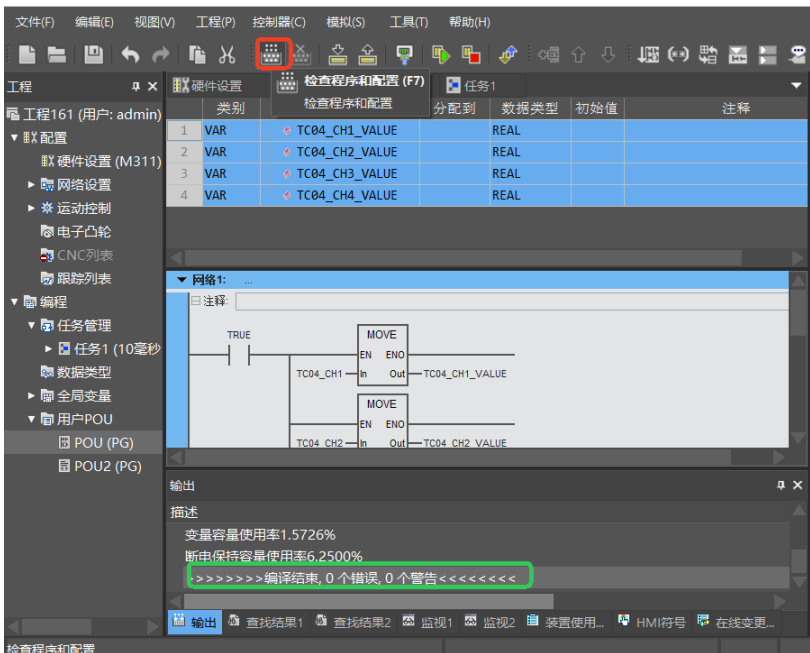 文件(F) 编辑(E) 视图(V) 工程(P) 控制器(C) 模拟(S) 工具(T) 帮助(H)
工程
硬件设置
检查程序和配置 (F7)
检查程序和配置
任务1
工程161 (用户: admin)
配置
硬件设置 (M311)
网络设置
运动控制
电子凸轮
CNC列表
跟踪列表
编程
任务管理
任务1 (10毫秒
数据类型
全局变量
用户POU
POU (PG)
POU2 (PG)
类别 分配到 数据类型 初始值 注释
1 VAR TC04_CH1_VALUE REAL
2 VAR TC04_CH2_VALUE REAL
3 VAR TC04_CH3_VALUE REAL
4 VAR TC04_CH4_VALUE REAL
网络1: ...
注释:
TRUE MOVE
EN ENO
TC04_CH1 In Out TC04_CH1_VALUE
MOVE
EN ENO
TC04_CH2 In Out TC04_CH2_VALUE
输出
描述
变量容量使用率1.5726%
断电保持容量使用率6.2500%
>>>>>>>>编译结束, 0 个错误, 0 个警告<<<<<<<<
输出 查找结果1 查找结果2 监视1 监视2 装置使用... HMI符号 在线变更...
检查程序和配置